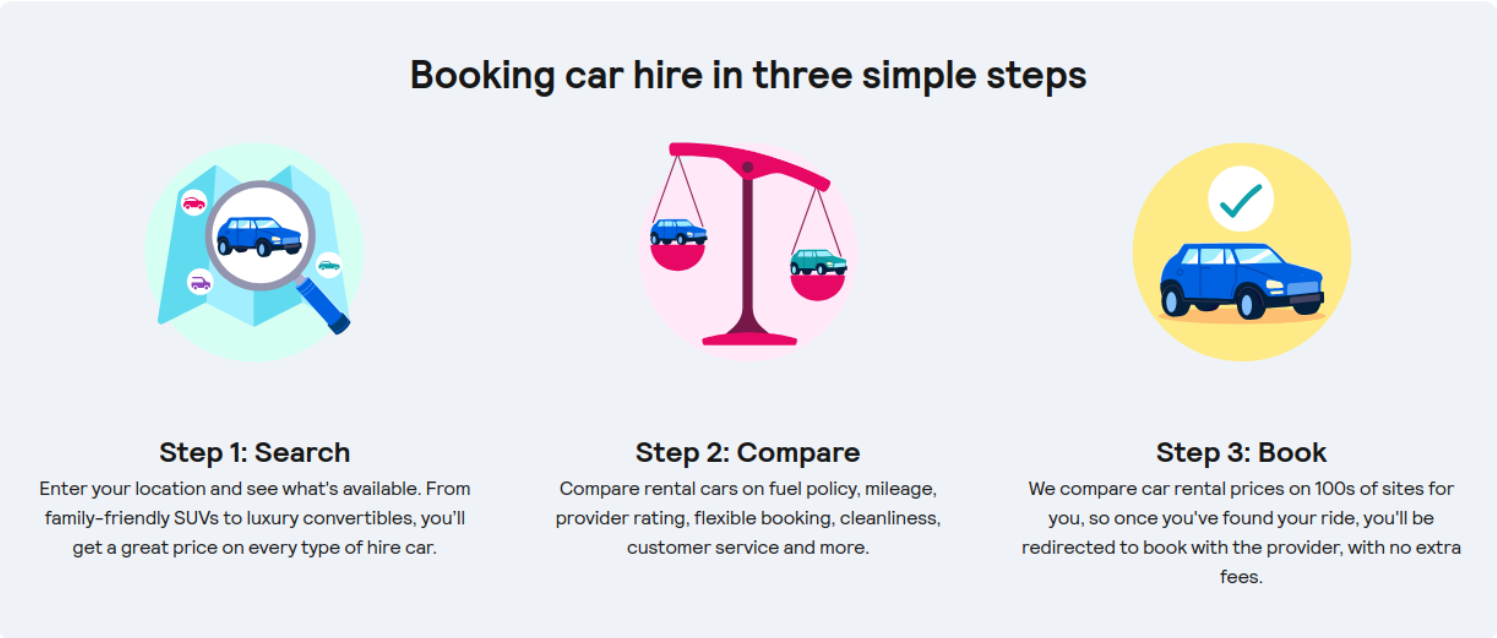 Booking car hire in three simple steps
Step 1: Search
Enter your location and see what's available. From
family-friendly SUVs to luxury convertibles, you’ll
get a great price on every type of hire car.
Step 2: Compare
Compare rental cars on fuel policy, mileage,
provider rating, flexible booking, cleanliness,
customer service and more.
Step 3: Book
We compare car rental prices on 100s of sites for
you, so once you've found your ride, you'll be
redirected to book with the provider, with no extra
fees.